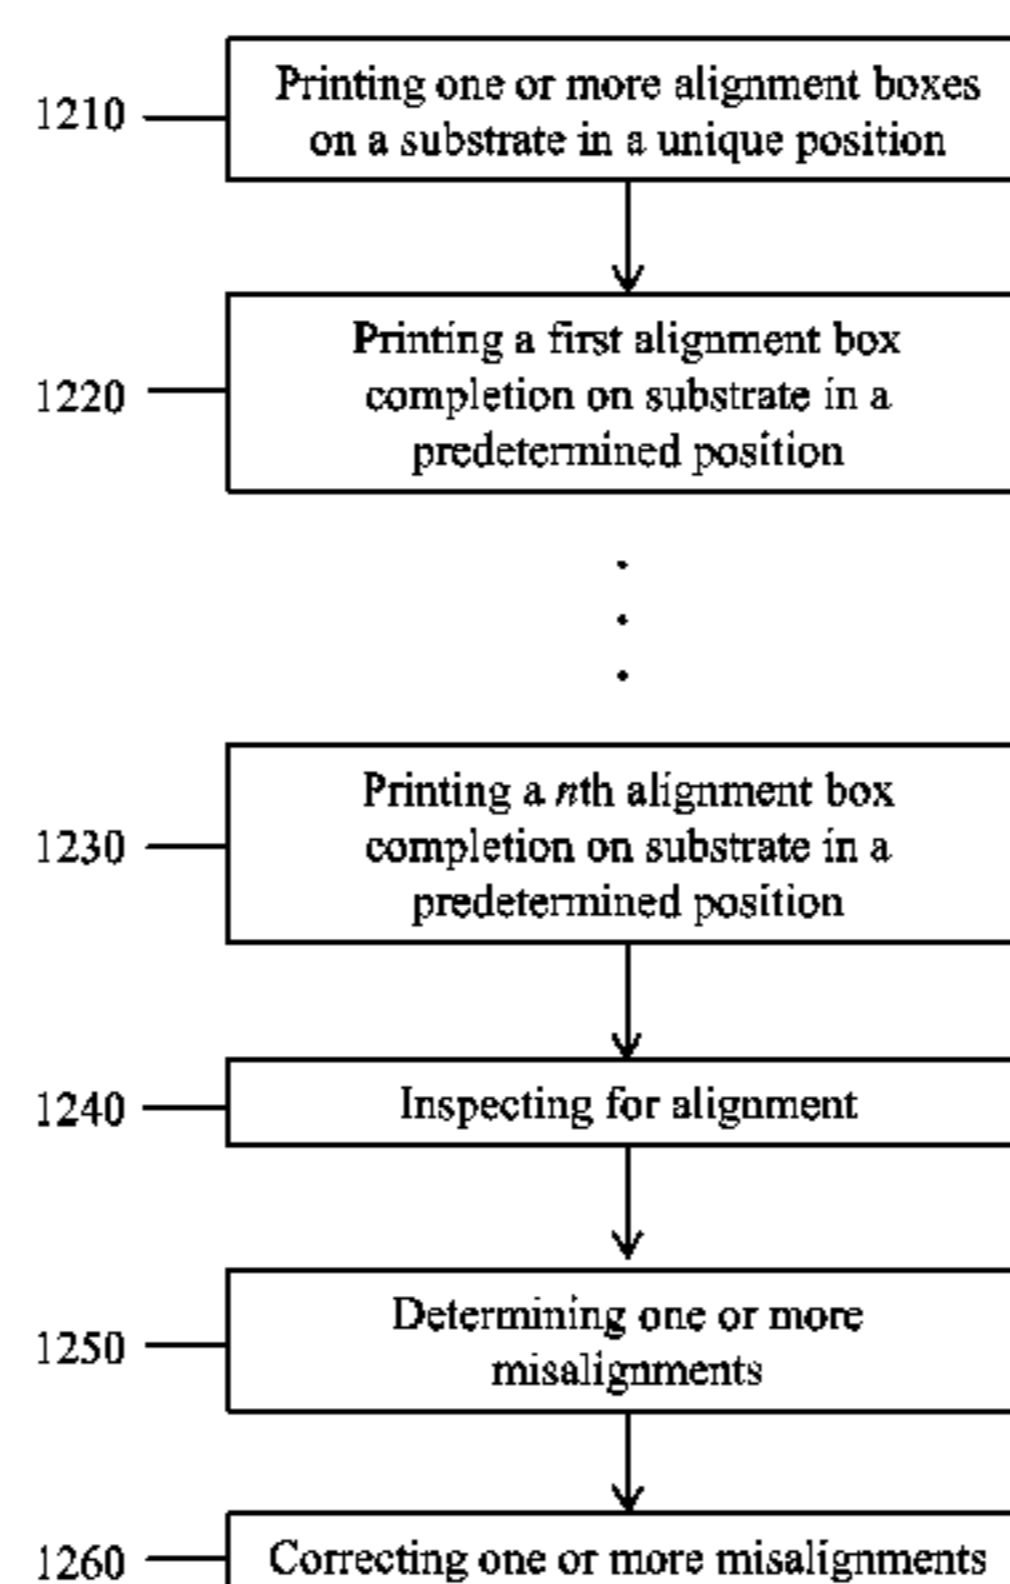 1210
Printing one or more alignment boxes
on a substrate in a unique position
1220
Printing a first alignment box
completion on substrate in a
predetermined position
1230
Printing a nth alignment box
completion on substrate in a
predetermined position
1240
Inspecting for alignment
1250
Determining one or more
misalignments
1260
Correcting one or more misalignments